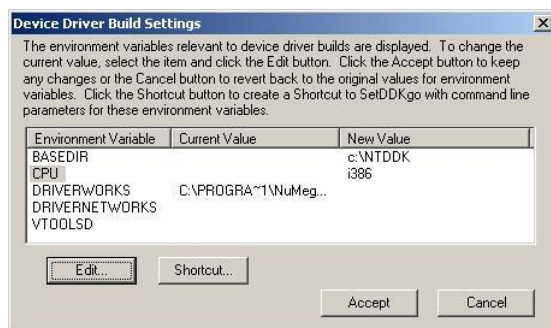 Device Driver Build Settings
The environment variables relevant to device driver builds are displayed. To change the
current value, select the item and click the Edit button. Click the Accept button to keep
any changes or the Cancel button to revert back to the original values for environment
variables. Click the Shortcut button to create a Shortcut to SetDDKgo with command line
parameters for these environment variables.
Environment Variable Current Value New Value
BASEDIR c:\NTDDK
CPU i386
DRIVERWORKS C:\PROGRA~1\NuMeg...
DRIVERNETWORKS
VTOOLSD
Edit... Shortcut...
Accept Cancel